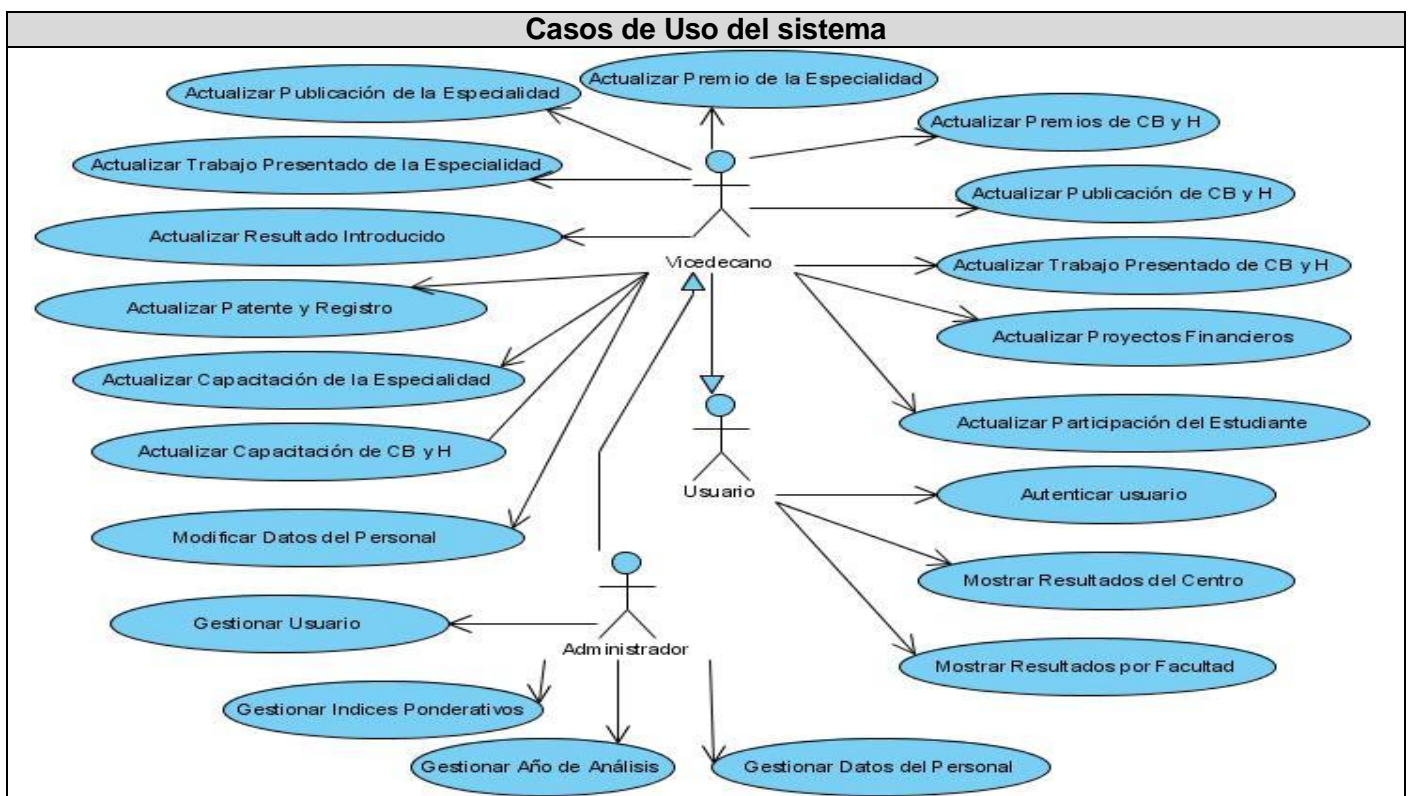 Casos de Uso del sistema
Actualizar Premio de la Especialidad
Actualizar Publicación de la Especialidad
Actualizar Premios de CB y H
Actualizar Trabajo Presentado de la Especialidad
Actualizar Publicación de CB y H
Actualizar Resultado Introducido
Vicedecano
Actualizar Trabajo Presentado de CB y H
Actualizar Patente y Registro
Actualizar Proyectos Financieros
Actualizar Capacitación de la Especialidad
Actualizar Participación del Estudiante
Actualizar Capacitación de CB y H
Usuario
Autenticar usuario
Modificar Datos del Personal
Mostrar Resultados del Centro
Gestionar Usuario
Administrador
Mostrar Resultados por Facultad
Gestionar Indices Ponderativos
Gestionar Año de Análisis
Gestionar Datos del Personal